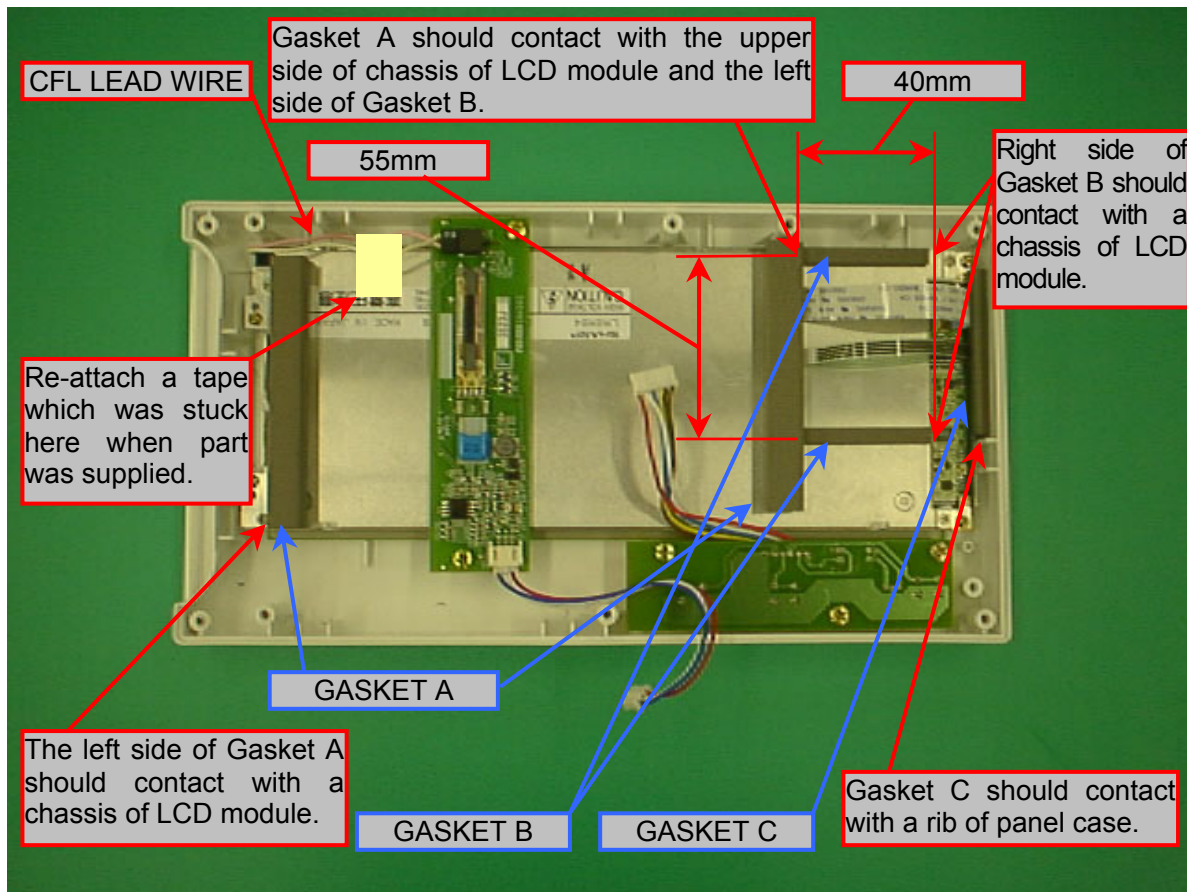 Gasket A should contact with the upper
side of chassis of LCD module and the left
side of Gasket B.
CFL LEAD WIRE
40mm
55mm
Right side of
Gasket B should
contact with a
chassis of LCD
module.
CAUTION
Re-attach a tape
which was stuck
here when part
was supplied.
GASKET A
The left side of Gasket A
should contact with a
chassis of LCD module.
GASKET B
GASKET C
Gasket C should contact
with a rib of panel case.